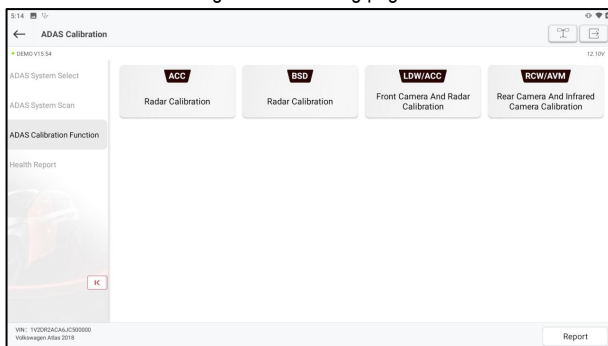 5:14
ADAS Calibration
DEMO V15.54
12.10V
ADAS System Select
ADAS System Scan
ADAS Calibration Function
Health Report
ACC
Radar Calibration
BSD
Radar Calibration
LDW/ACC
Front Camera And Radar
Calibration
RCW/AVM
Rear Camera And Infrared
Camera Calibration
K
VIN: 1V2DR2ACA6JC500000
Volkswagen Atlas 2018
Report